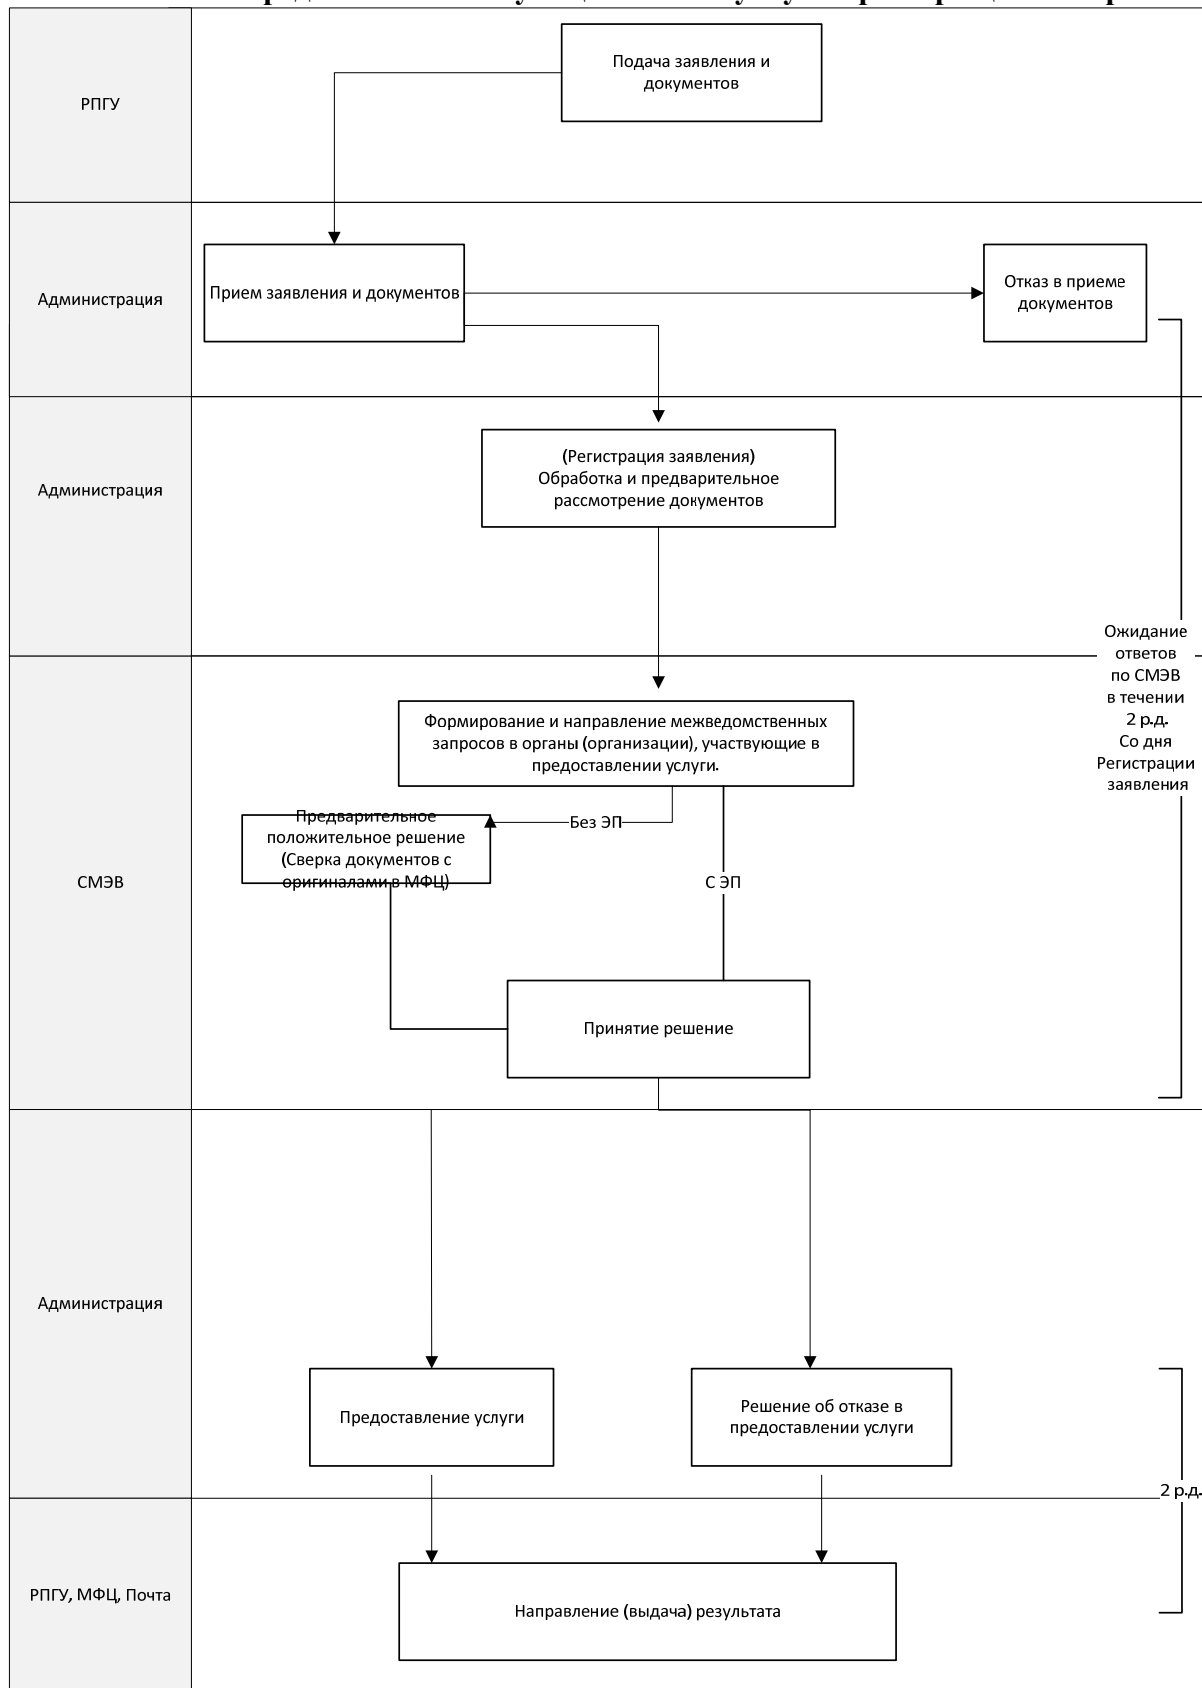 РПГУ
Подача заявления и
документов
Администрация
Прием заявления и документов
Отказ в приеме
документов
Администрация
(Регистрация заявления)
Обработка и предварительное
рассмотрение документов
Ожидание
ответов
по СМЭВ
в течении
2 р.д.
Со дня
Регистрации
заявления
СМЭВ
Формирование и направление межведомственных
запросов в органы (организации), участвующие в
предоставлении услуги.
Без ЭП
Предварительное
положительное решение
(Сверка документов с
оригиналами в МФЦ)
С ЭП
Принятие решение
Администрация
Предоставление услуги
Решение об отказе в
предоставлении услуги
2 р.д.
РПГУ, МФЦ, Почта
Направление (выдача) результата